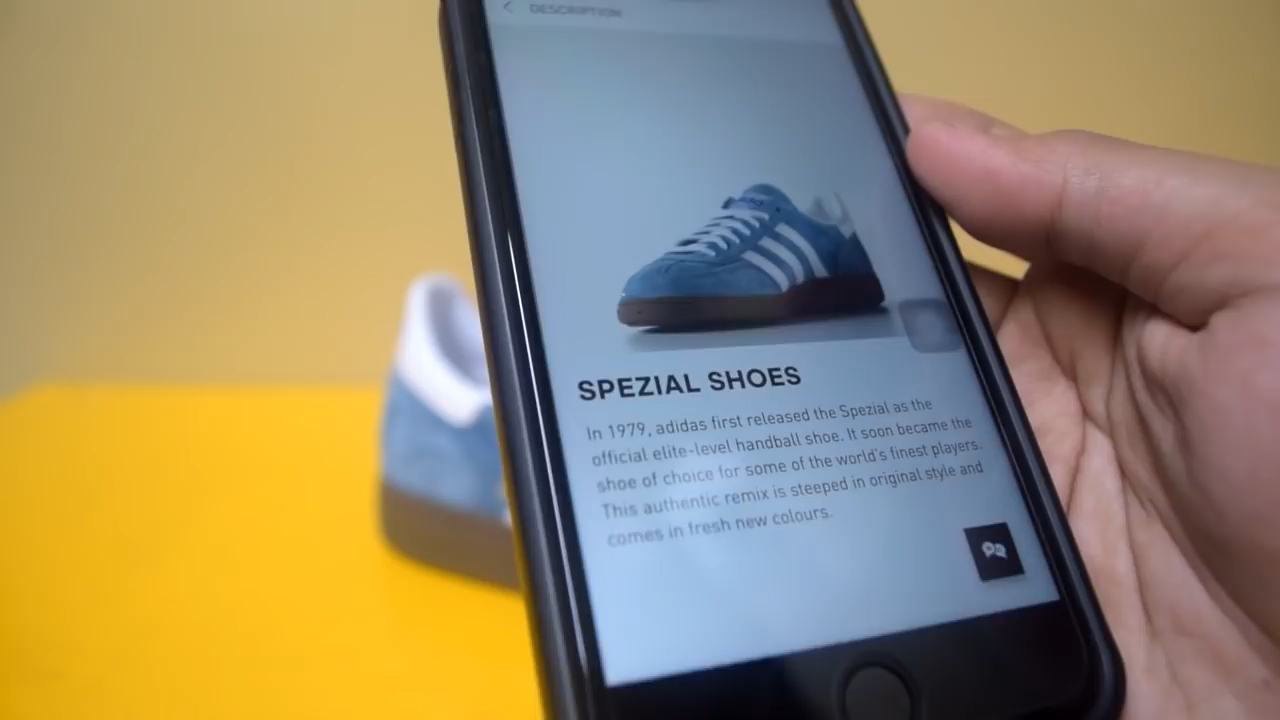 DESCRIPTION
SPEZIAL SHOES
In 1979, adidas first released the Spezial as the
official elite-level handball shoe. It soon became the
shoe of choice for some of the world's finest players.
This authentic remix is steeped in original style and
comes in fresh new colours.